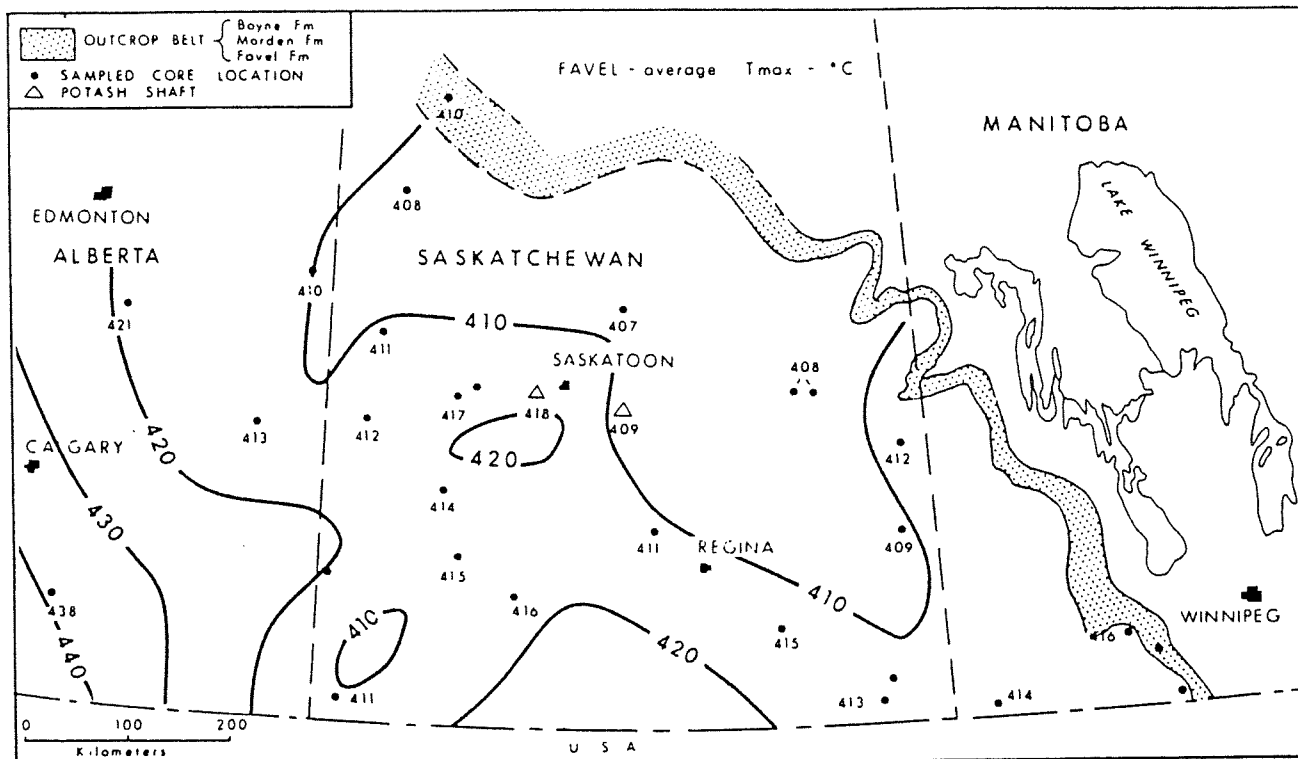 OUTCROP BELT { Boyne Fm
Morden Fm
Favel Fm
SAMPLED CORE LOCATION
POTASH SHAFT
FAVEL - average Tmax - °C
MANITOBA
LAKE WINNIPEG
410
EDMONTON
408
ALBERTA
SASKATCHEWAN
410
421
410
407
411
SASKATOON
408
417
418
409
412
413
420
420
CALGARY
412
430
414
411
REGINA
409
415
410
438
416
WINNIPEG
440
41C
420
415
416
411
413
414
0 100 200
Kilometers
U S A